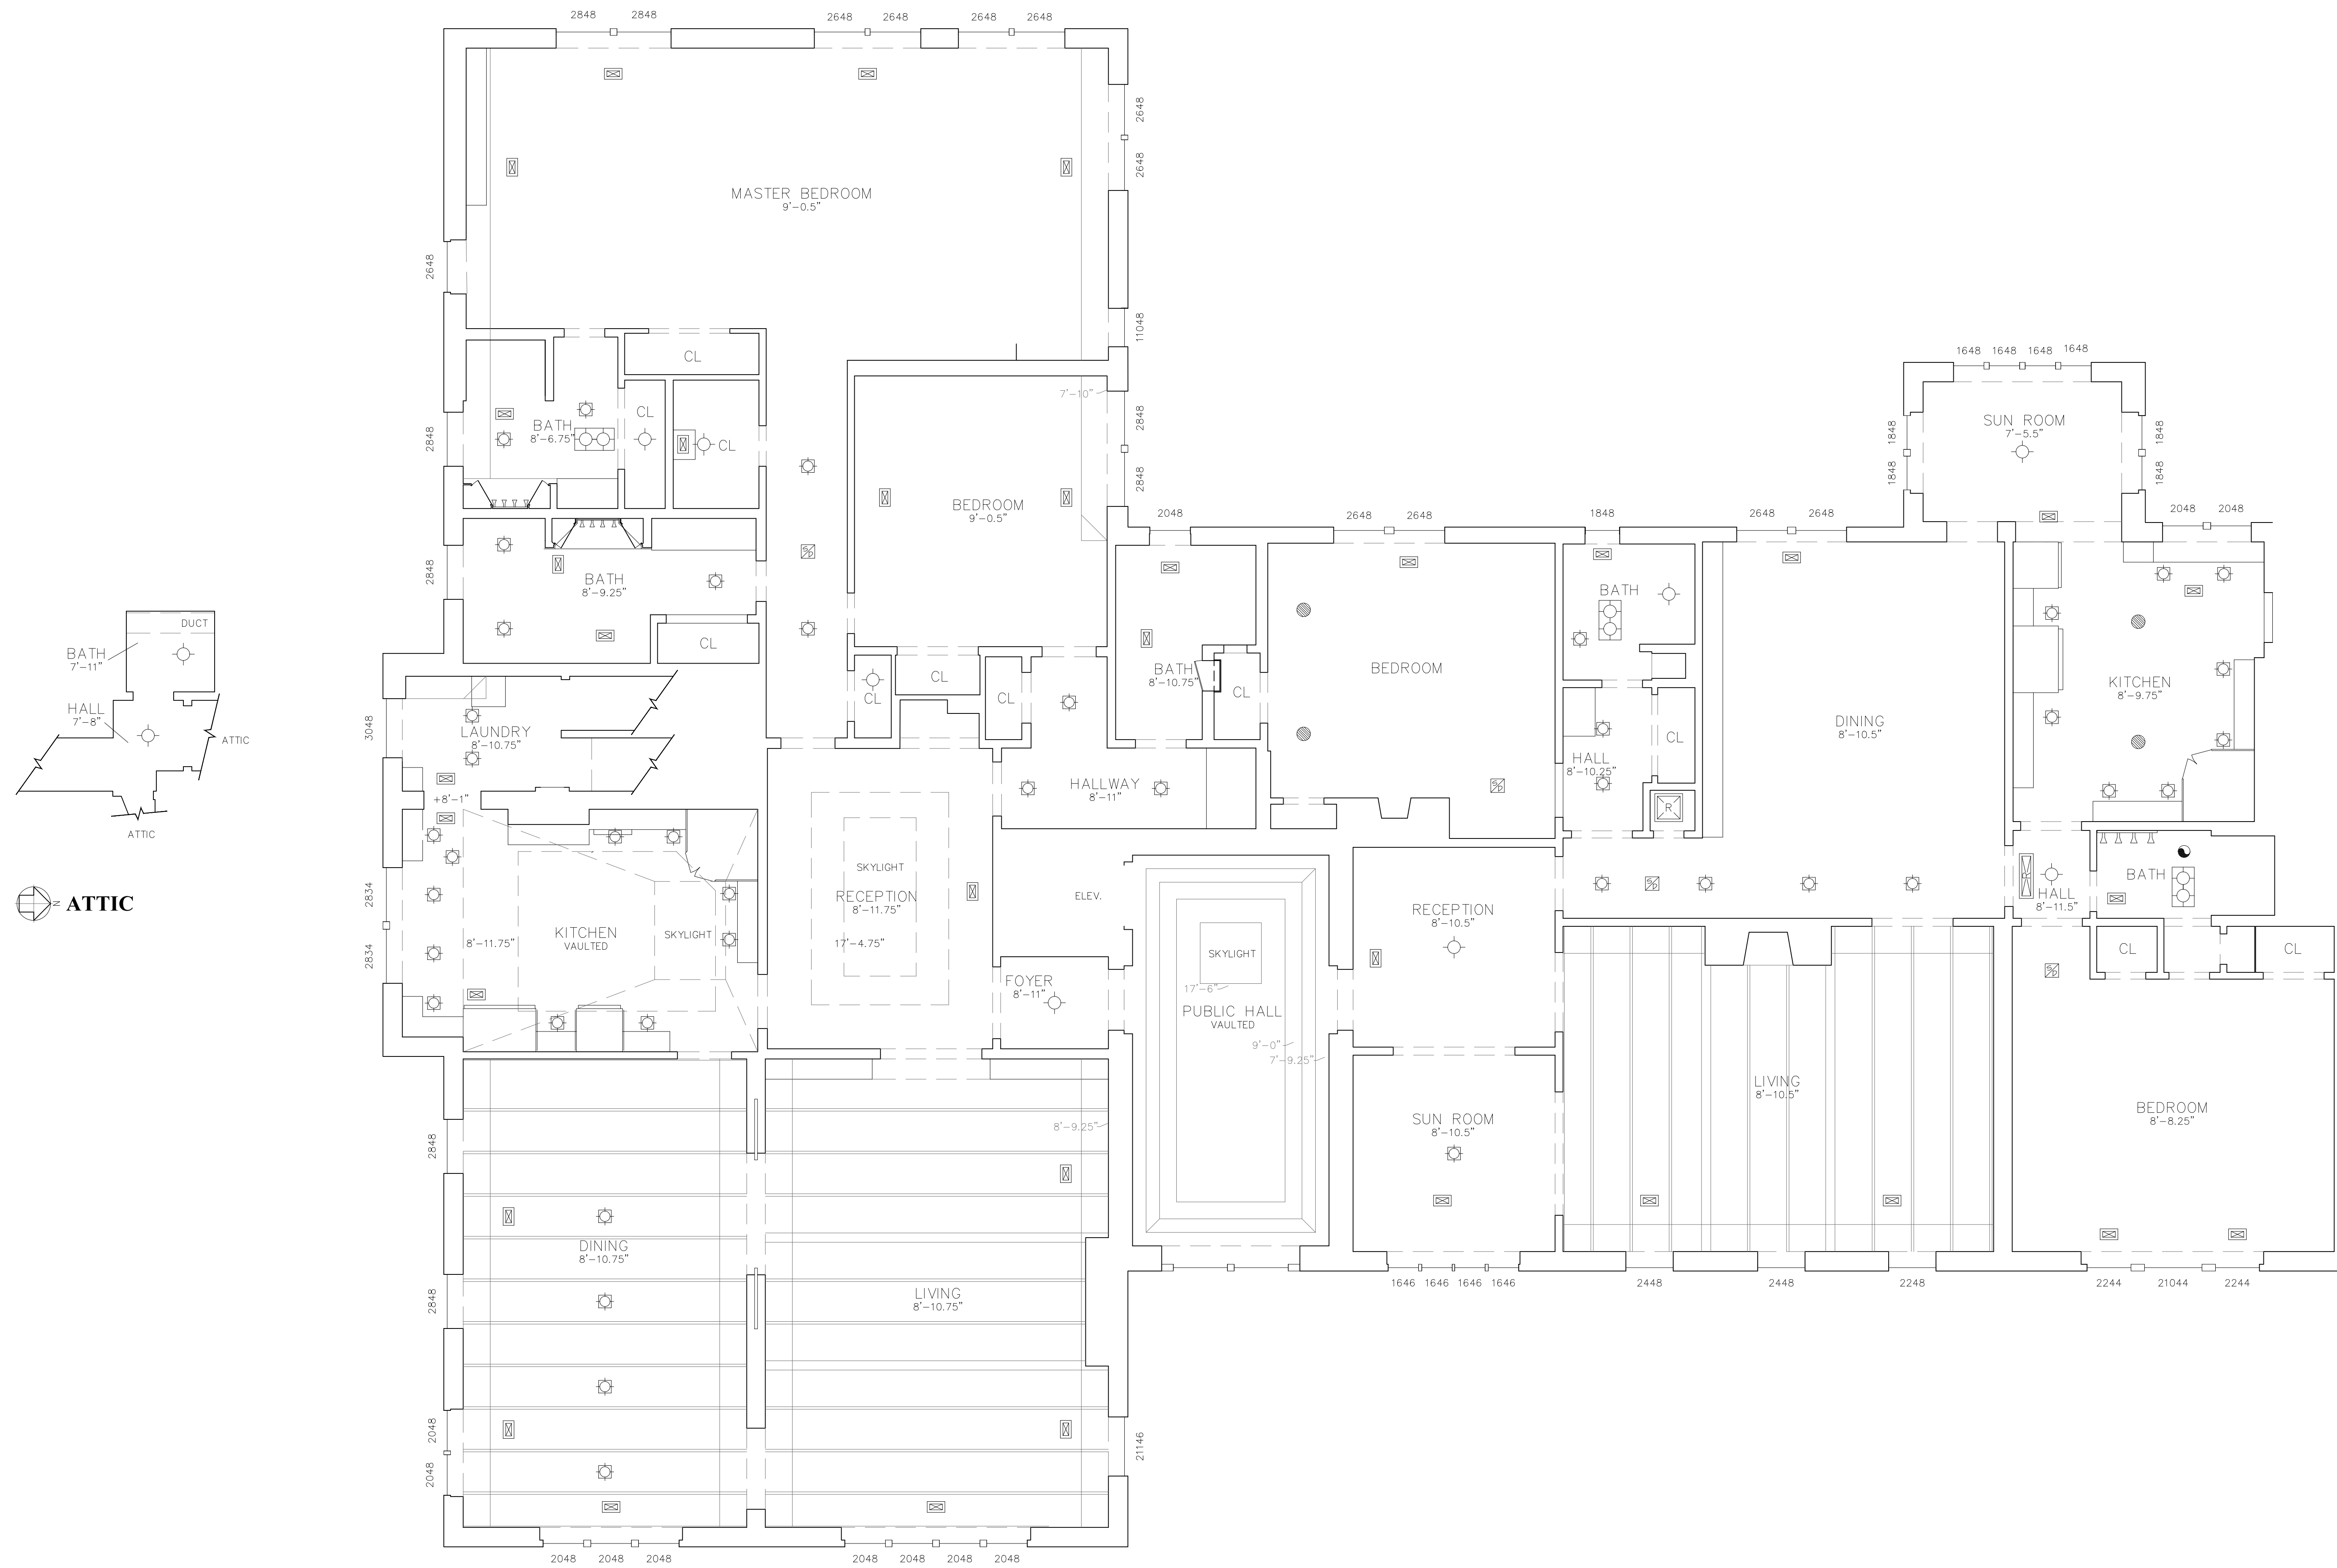 2848 2848 2648 2648 2648 2648
2648
2648
MASTER BEDROOM
9'-0.5"
2648
11048
CL
7'-10"
CL
BATH
8'-6.75"
CL
2848
2848
2848
BEDROOM
9'-0.5"
1648 1648 1648 1648
SUN ROOM
7'-5.5"
1848
1848
1848
1848
2048
2648 2648
1848
2648 2648
2048 2048
S/D
2848
BATH
8'-9.25"
CL
BATH
8'-10.75"
CL
BEDROOM
BATH
KITCHEN
8'-9.75"
CL
CL
CL
DUCT
BATH
7'-11"
HALL
7'-8"
ATTIC
ATTIC
3048
LAUNDRY
8'-10.75"
+8'-1"
HALLWAY
8'-11"
S/D
HALL
8'-10.25"
CL
R
DINING
8'-10.5"
ATTIC
N
2834
2834
8'-11.75"
KITCHEN
VAULTED
SKYLIGHT
SKYLIGHT
RECEPTION
8'-11.75"
17'-4.75"
ELEV.
FOYER
8'-11"
SKYLIGHT
17'-6"
PUBLIC HALL
VAULTED
9'-0"
7'-9.25"
RECEPTION
8'-10.5"
S/D
HALL
8'-11.5"
BATH
CL
CL
S/D
2848
8'-9.25"
SUN ROOM
8'-10.5"
LIVING
8'-10.5"
BEDROOM
8'-8.25"
DINING
8'-10.75"
2848
LIVING
8'-10.75"
1646 1646 1646 1646
2448
2448
2248
2244 21044 2244
2048
2048
21146
2048 2048 2048
2048 2048 2048 2048